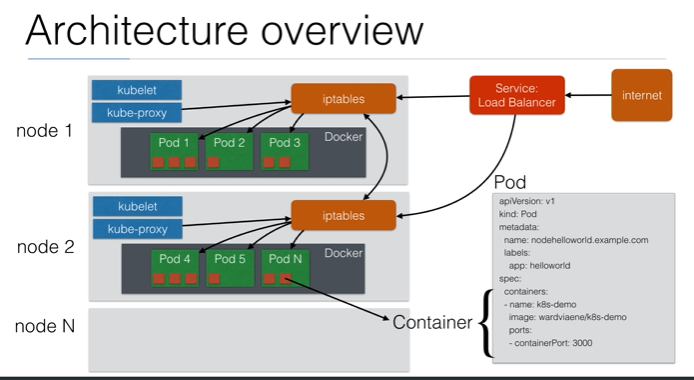 Architecture overview
node 1
kubelet
kube-proxy
iptables
Docker
Pod 1
Pod 2
Pod 3
Service:
Load Balancer
internet
node 2
kubelet
kube-proxy
iptables
Docker
Pod 4
Pod 5
Pod N
node N
Container
Pod
apiVersion: v1
kind: Pod
metadata:
name: nodehelloworld.example.com
labels:
app: helloworld
spec:
containers:
- name: k8s-demo
image: wardviaene/k8s-demo
ports:
- containerPort: 3000